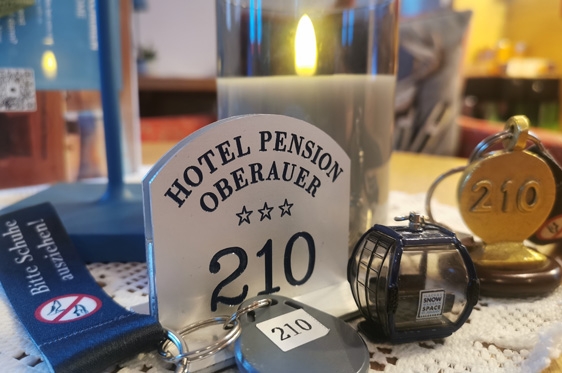 HOTEL PENSION
OBERAUER
210
Bitte Schuhe
ausziehen!
210
SNOW
SPACE
210